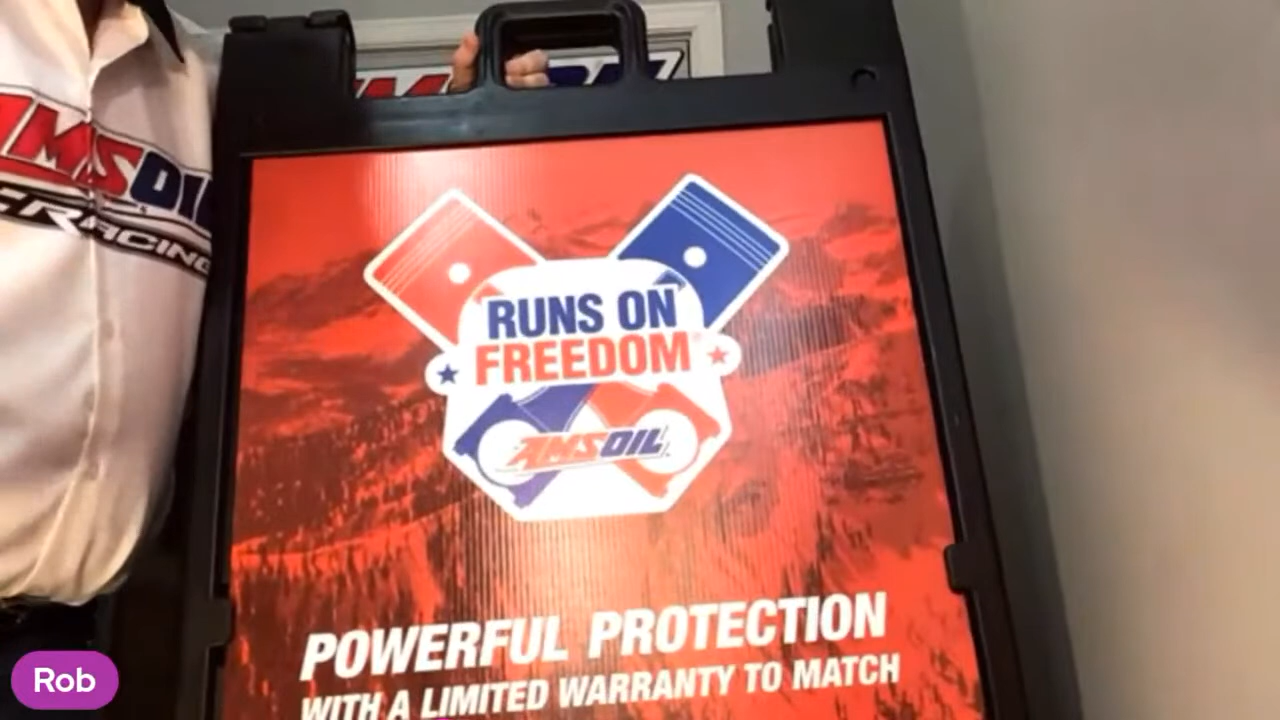 AMSOIL
RACING
RUNS ON
FREEDOM®
AMSOIL
POWERFUL PROTECTION
WITH A LIMITED WARRANTY TO MATCH
Rob